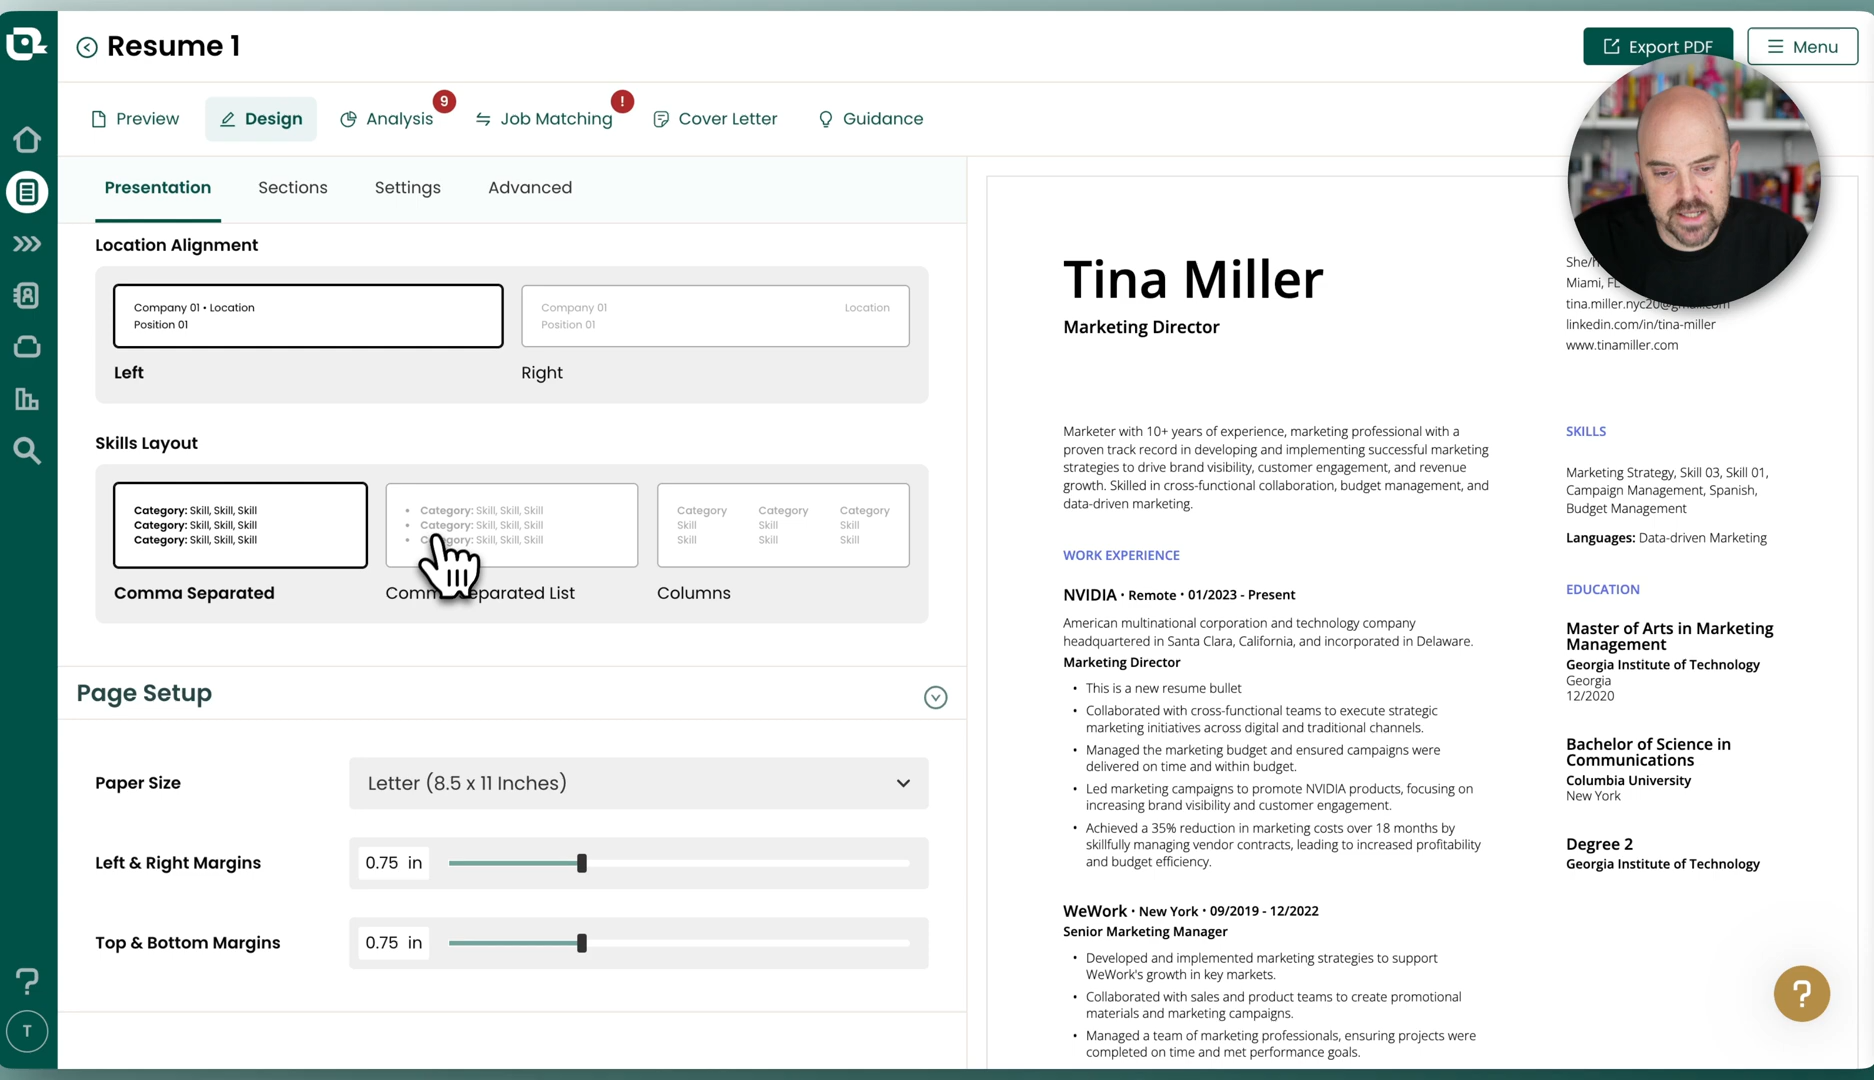 Resume 1
Export PDF
Menu
Preview
Design
Analysis
9
Job Matching
!
Cover Letter
Guidance
Presentation
Sections
Settings
Advanced
Location Alignment
Company 01 • Location
Position 01
Left
Company 01
Location
Position 01
Right
Skills Layout
Category: Skill, Skill, Skill
Category: Skill, Skill, Skill
Category: Skill, Skill, Skill
Comma Separated
• Category: Skill, Skill, Skill
• Category: Skill, Skill, Skill
Skill, Skill, Skill
List
Category
Category
Category
Skill
Skill
Skill
Skill
Skill
Skill
Columns
Page Setup
Paper Size
Letter (8.5 x 11 Inches)
Left & Right Margins
0.75 in
Top & Bottom Margins
0.75 in
?
T
Tina Miller
Marketing Director
Miami, FL
linkedin.com/in/tina-miller
www.tinamiller.com
Marketer with 10+ years of experience, marketing professional with a
proven track record in developing and implementing successful marketing
strategies to drive brand visibility, customer engagement, and revenue
growth. Skilled in cross-functional collaboration, budget management, and
data-driven marketing.
WORK EXPERIENCE
NVIDIA • Remote • 01/2023 - Present
American multinational corporation and technology company
headquartered in Santa Clara, California, and incorporated in Delaware.
Marketing Director
• This is a new resume bullet
• Collaborated with cross-functional teams to execute strategic
marketing initiatives across digital and traditional channels.
• Managed the marketing budget and ensured campaigns were
delivered on time and within budget.
• Led marketing campaigns to promote NVIDIA products, focusing on
increasing brand visibility and customer engagement.
• Achieved a 35% reduction in marketing costs over 18 months by
skillfully managing vendor contracts, leading to increased profitability
and budget efficiency.
WeWork • New York • 09/2019 - 12/2022
Senior Marketing Manager
• Developed and implemented marketing strategies to support
WeWork's growth in key markets.
• Collaborated with sales and product teams to create promotional
materials and marketing campaigns.
• Managed a team of marketing professionals, ensuring projects were
completed on time and met performance goals.
SKILLS
Marketing Strategy, Skill 03, Skill 01,
Campaign Management, Spanish,
Budget Management
Languages: Data-driven Marketing
EDUCATION
Master of Arts in Marketing
Management
Georgia Institute of Technology
Georgia
12/2020
Bachelor of Science in
Communications
Columbia University
New York
Degree 2
Georgia Institute of Technology
?